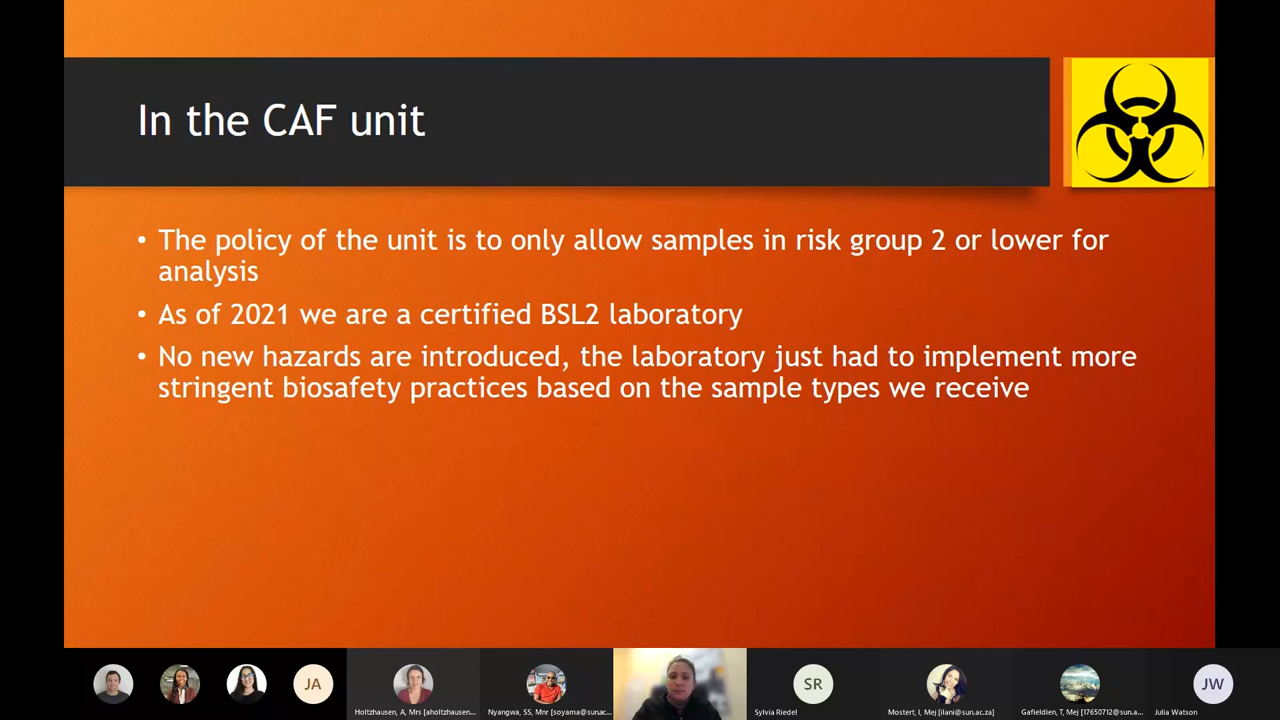 In the CAF unit
• The policy of the unit is to only allow samples in risk group 2 or lower for
analysis
• As of 2021 we are a certified BSL2 laboratory
• No new hazards are introduced, the laboratory just had to implement more
stringent biosafety practices based on the sample types we receive
JA
SR
JW
Holtzhausen, A, Mrs [aholtzhausen...
Nyangwa, SS, Mnr [soyama@sunac...
Sylvia Riedel
Mostert, I, Mej [ilani@sun.ac.za]
Gafieldien, T, Mej [17650712@sun.a...
Julia Watson